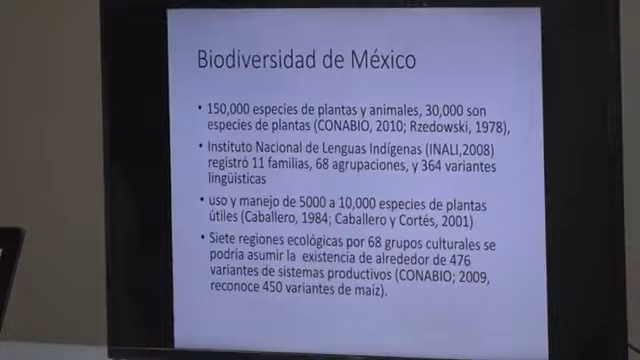 Biodiversidad de México
• 150,000 especies de plantas y animales, 30,000 son
especies de plantas (CONABIO, 2010; Rzedowski, 1978),
• Instituto Nacional de Lenguas Indígenas (INALI,2008)
registró 11 familias, 68 agrupaciones, y 364 variantes
lingüisticas
• uso y manejo de 5000 a 10,000 especies de plantas
útiles (Caballero, 1984; Caballero y Cortés, 2001)
• Siete regiones ecológicas por 68 grupos culturales se
podría asumir la existencia de alrededor de 476
variantes de sistemas productivos (CONABIO; 2009,
reconoce 450 variantes de maíz).